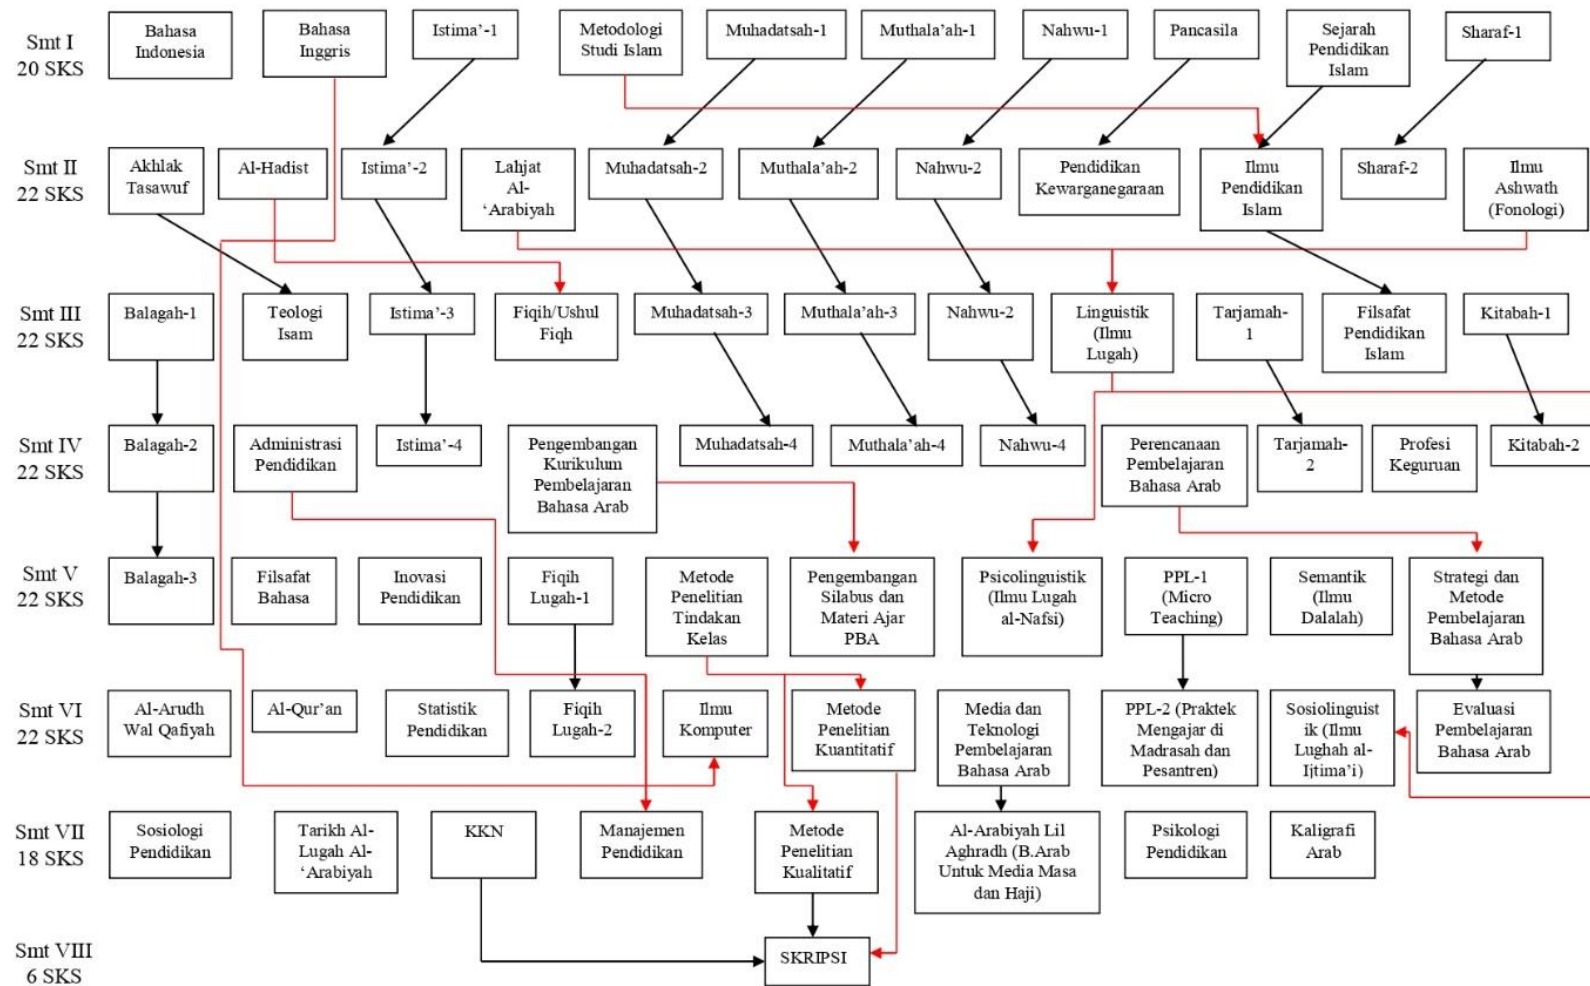 Smt I
20 SKS
Bahasa
Indonesia
Bahasa
Inggris
Istima’-1
Metodologi
Studi Islam
Muhadatsah-1
Muthala’ah-1
Nahwu-1
Pancasila
Sejarah
Pendidikan
Islam
Sharaf-1
Smt II
22 SKS
Akhlak
Tasawuf
Al-Hadist
Istima’-2
Lahjat
Al-
‘Arabiyah
Muhadatsah-2
Muthala’ah-2
Nahwu-2
Pendidikan
Kewarganegaraan
Ilmu
Pendidikan
Islam
Sharaf-2
Ilmu
Ashwath
(Fonologi)
Smt III
22 SKS
Balagah-1
Teologi
Isam
Istima’-3
Fiqih/Ushul
Fiqh
Muhadatsah-3
Muthala’ah-3
Nahwu-2
Linguistik
(Ilmu
Lugah)
Tarjamah-
1
Filsafat
Pendidikan
Islam
Kitabah-1
Smt IV
22 SKS
Balagah-2
Administrasi
Pendidikan
Istima’-4
Pengembangan
Kurikulum
Pembelajaran
Bahasa Arab
Muhadatsah-4
Muthala’ah-4
Nahwu-4
Perencanaan
Pembelajaran
Bahasa Arab
Tarjamah-
2
Profesi
Keguruan
Kitabah-2
Smt V
22 SKS
Balagah-3
Filsafat
Bahasa
Inovasi
Pendidikan
Fiqih
Lugah-1
Metode
Penelitian
Tindakan
Kelas
Pengembangan
Silabus dan
Materi Ajar
PBA
Psicolinguistik
(Ilmu Lugah
al-Nafsi)
PPL-1
(Micro
Teaching)
Semantik
(Ilmu
Dalalah)
Strategi dan
Metode
Pembelajaran
Bahasa Arab
Smt VI
22 SKS
Al-Arudh
Wal Qafiyah
Al-Qur’an
Statistik
Pendidikan
Fiqih
Lugah-2
Ilmu
Komputer
Metode
Penelitian
Kuantitatif
Media dan
Teknologi
Pembelajaran
Bahasa Arab
PPL-2 (Praktek
Mengajar di
Madrasah dan
Pesantren)
Sosiolinguist
ik (Ilmu
Lughah al-
Ijtima’i)
Evaluasi
Pembelajaran
Bahasa Arab
Smt VII
18 SKS
Sosiologi
Pendidikan
Tarikh Al-
Lugah Al-
‘Arabiyah
KKN
Manajemen
Pendidikan
Metode
Penelitian
Kualitatif
Al-Arabiyah Lil
Aghradh (B.Arab
Untuk Media Masa
dan Haji)
Psikologi
Pendidikan
Kaligrafi
Arab
Smt VIII
6 SKS
SKRIPSI